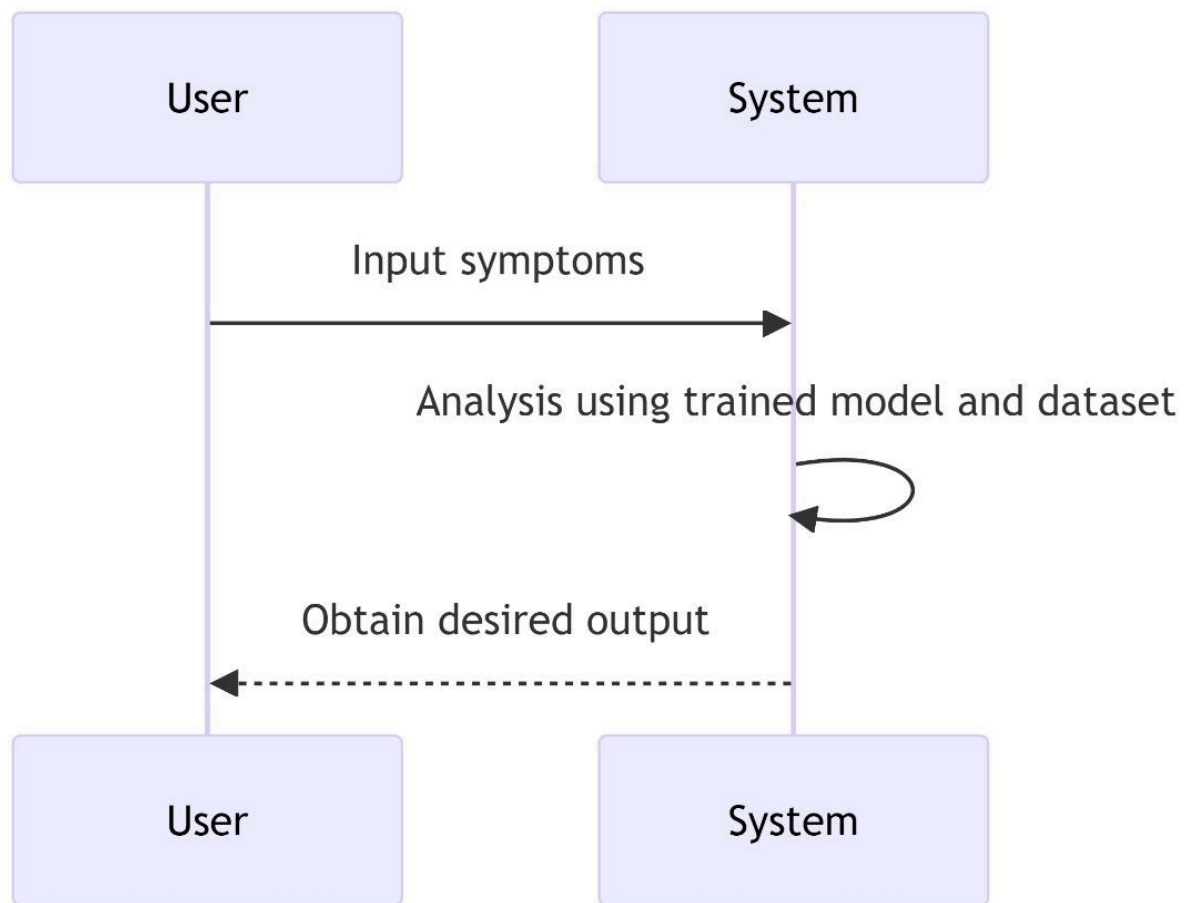 User
System
Input symptoms
Analysis using trained model and dataset
Obtain desired output
User
System